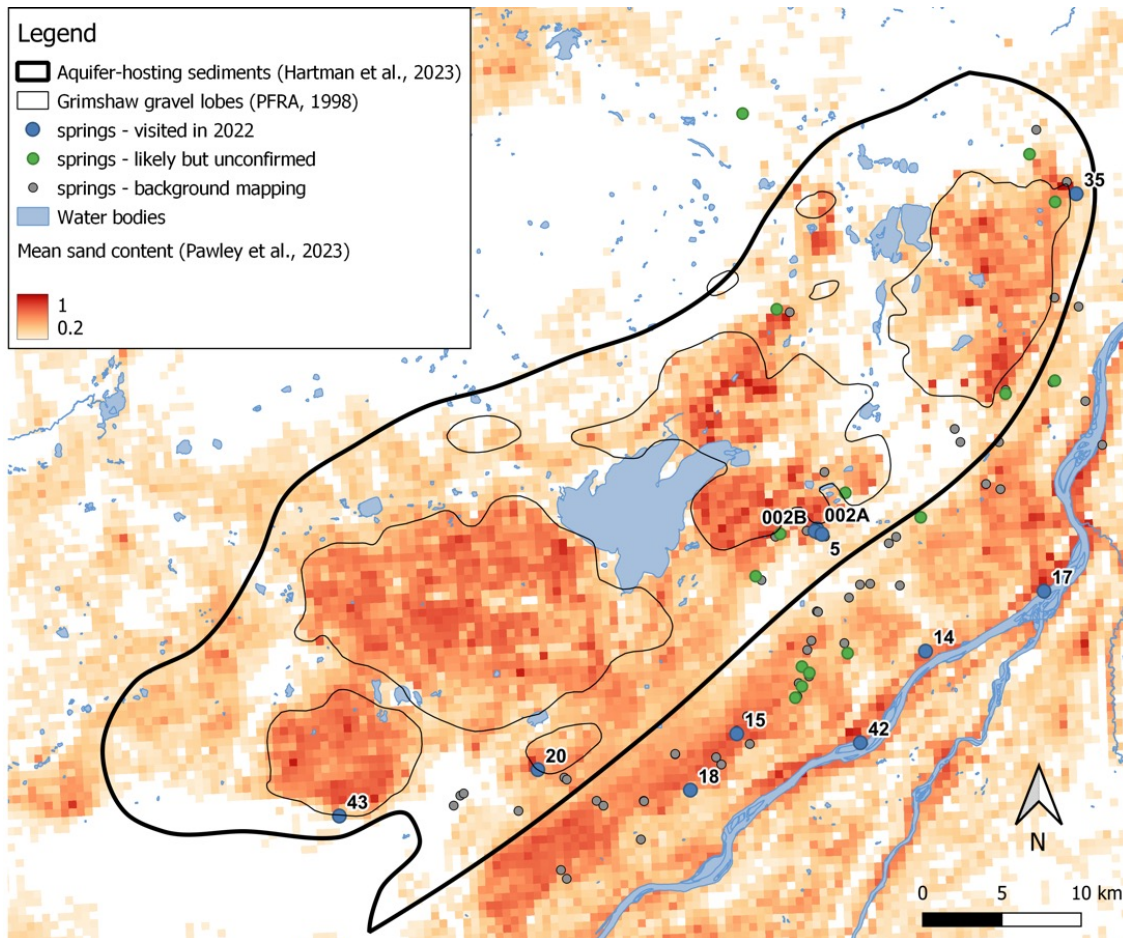 Legend
Aquifer-hosting sediments (Hartman et al., 2023)
Grimshaw gravel lobes (PFRA, 1998)
springs - visited in 2022
springs - likely but unconfirmed
springs - background mapping
Water bodies
Mean sand content (Pawley et al., 2023)
1
0.2
35
002B
002A
5
17
14
15
42
20
18
43
N
0 5 10 km